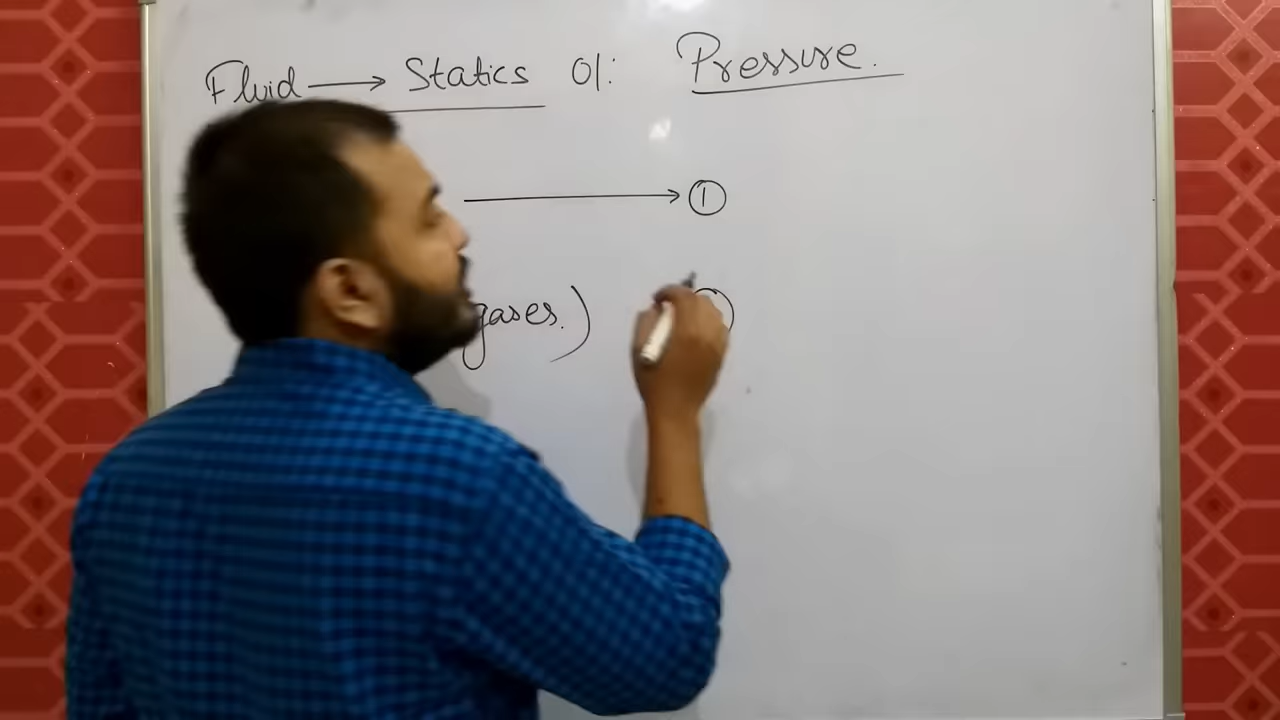 Fluid → Statics 01: Pressure.
→ ①
gases.)